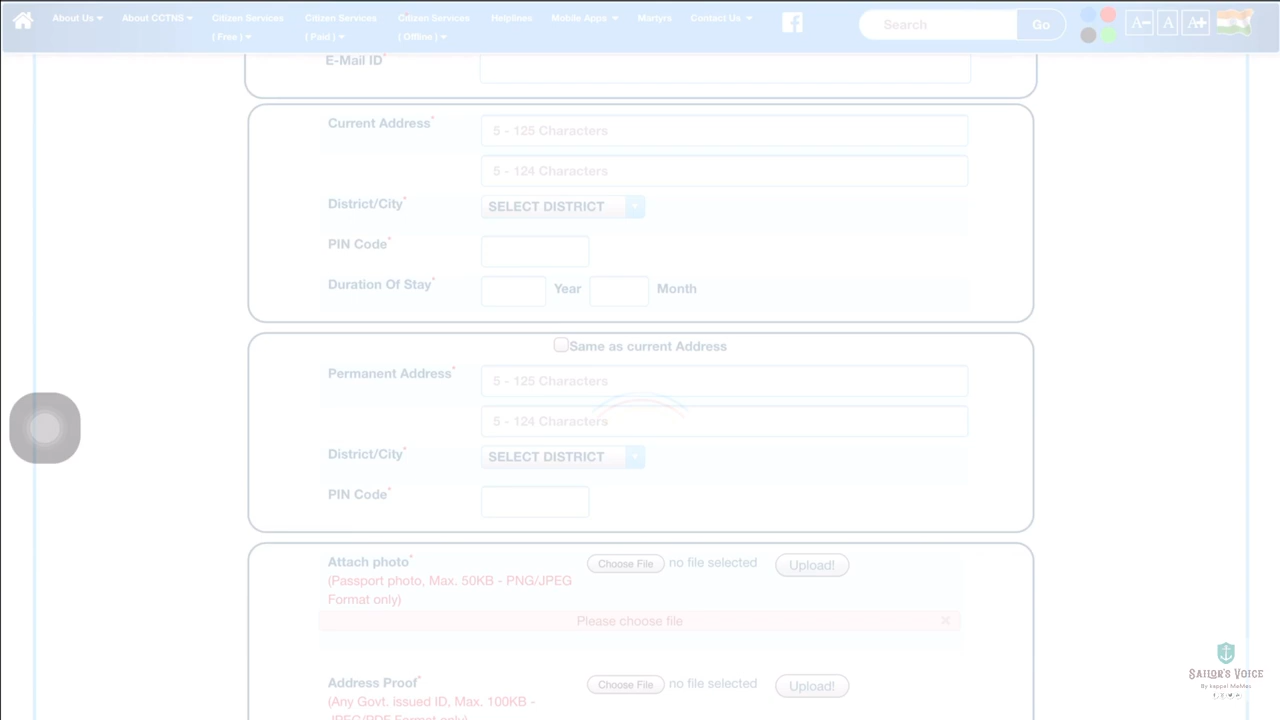 About Us
About CCTNS
Citizen Services
( Free )
Citizen Services
( Paid )
Citizen Services
( Offline )
Helplines
Mobile Apps
Martyrs
Contact Us
Search
Go
A-
A
A+
E-Mail ID*
Current Address*
5 - 125 Characters
5 - 124 Characters
District/City*
SELECT DISTRICT
PIN Code*
Duration Of Stay*
Year
Month
Same as current Address
Permanent Address*
5 - 125 Characters
5 - 124 Characters
District/City*
SELECT DISTRICT
PIN Code*
Attach photo*
Choose File no file selected
Upload!
(Passport photo, Max. 50KB - PNG/JPEG
Format only)
Please choose file
Address Proof*
Choose File no file selected
Upload!
(Any Govt. issued ID, Max. 100KB -
JPEG/PDF Format only)
SAILOR'S VOICE